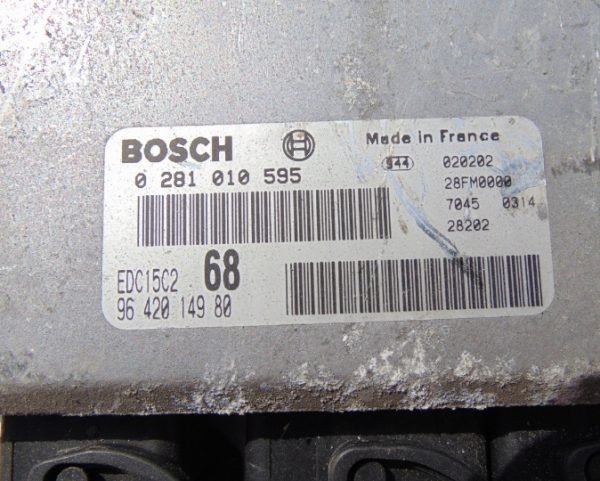 BOSCH
Made in France
0 281 010 595
944 020202
28FM0000
7045 0314
28202
EDC15C2 68
96 420 149 80